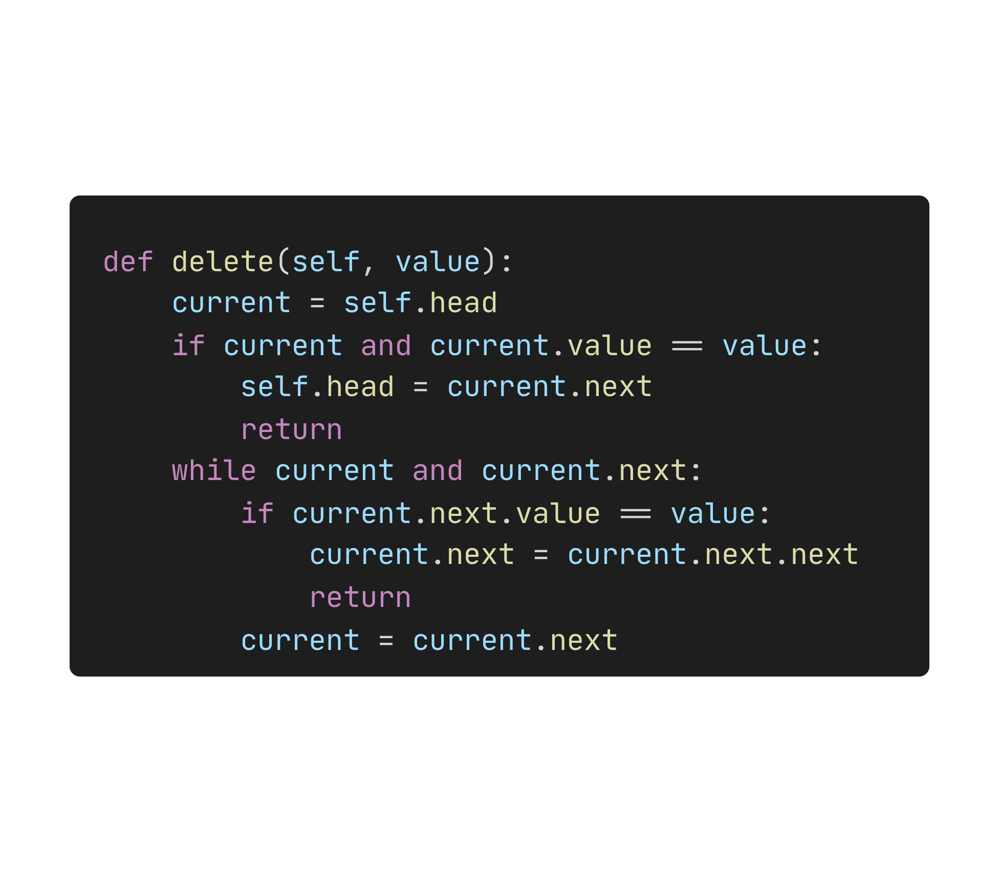 def delete(self, value):
    current = self.head
    if current and current.value == value:
        self.head = current.next
        return
    while current and current.next:
        if current.next.value == value:
            current.next = current.next.next
            return
        current = current.next